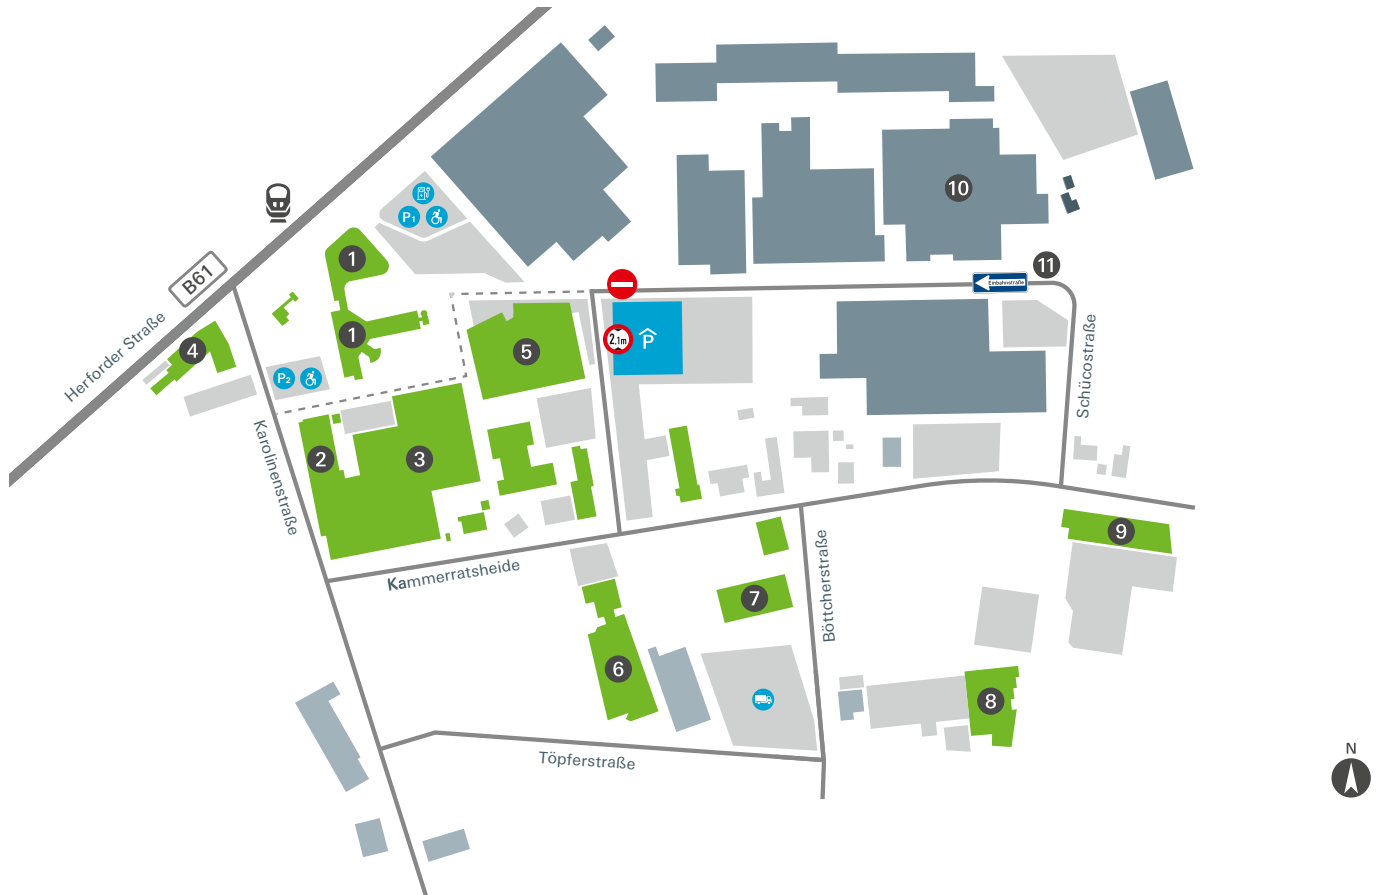 10
P1
B61
1
11
Einbahnstraße
Herforder Straße
1
4
5
2,1m
P
Schücostraße
P2
Karolinenstraße
2
3
9
Kammerratsheide
Böttcherstraße
7
6
8
Töpferstraße
N